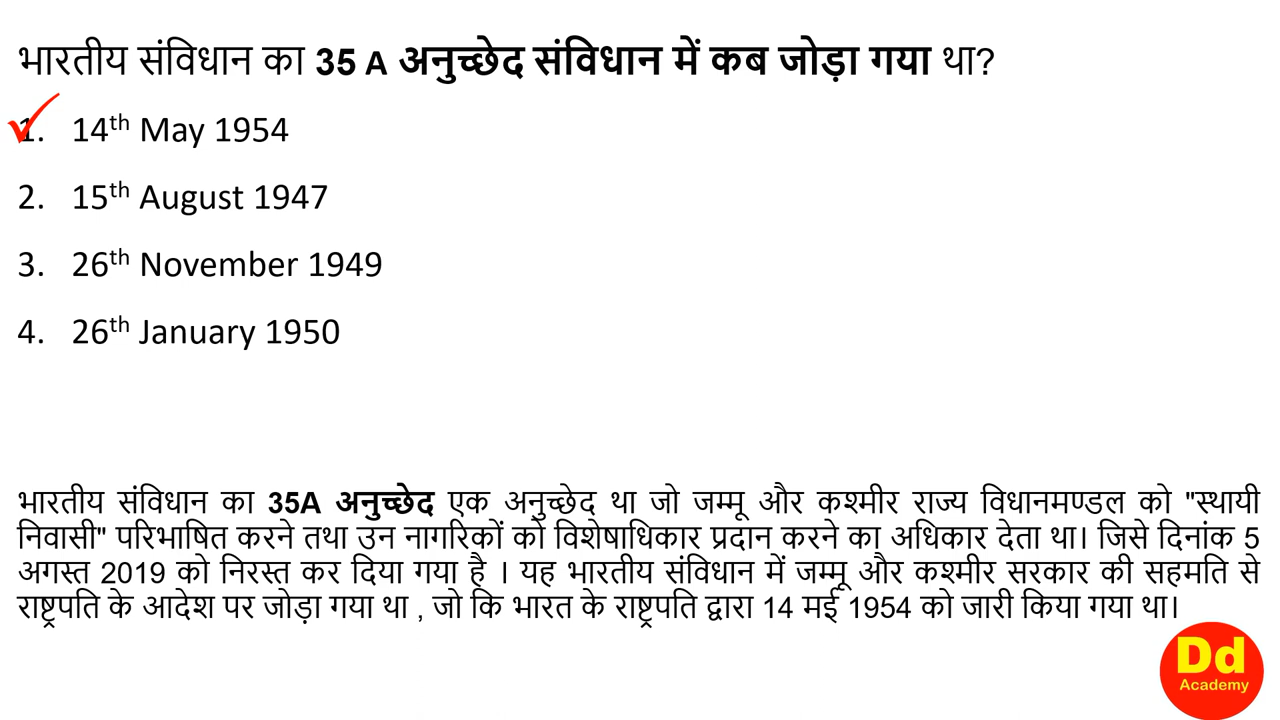 भारतीय संविधान का 35 A अनुच्छेद संविधान में कब जोड़ा गया था?
1. 14th May 1954
2. 15th August 1947
3. 26th November 1949
4. 26th January 1950
भारतीय संविधान का 35A अनुच्छेद एक अनुच्छेद था जो जम्मू और कश्मीर राज्य विधानमण्डल को "स्थायी
निवासी" परिभाषित करने तथा उन नागरिकों को विशेषाधिकार प्रदान करने का अधिकार देता था। जिसे दिनांक 5
अगस्त 2019 को निरस्त कर दिया गया है । यह भारतीय संविधान में जम्मू और कश्मीर सरकार की सहमति से
राष्ट्रपति के आदेश पर जोड़ा गया था , जो कि भारत के राष्ट्रपति द्वारा 14 मई 1954 को जारी किया गया था।
Dd
Academy